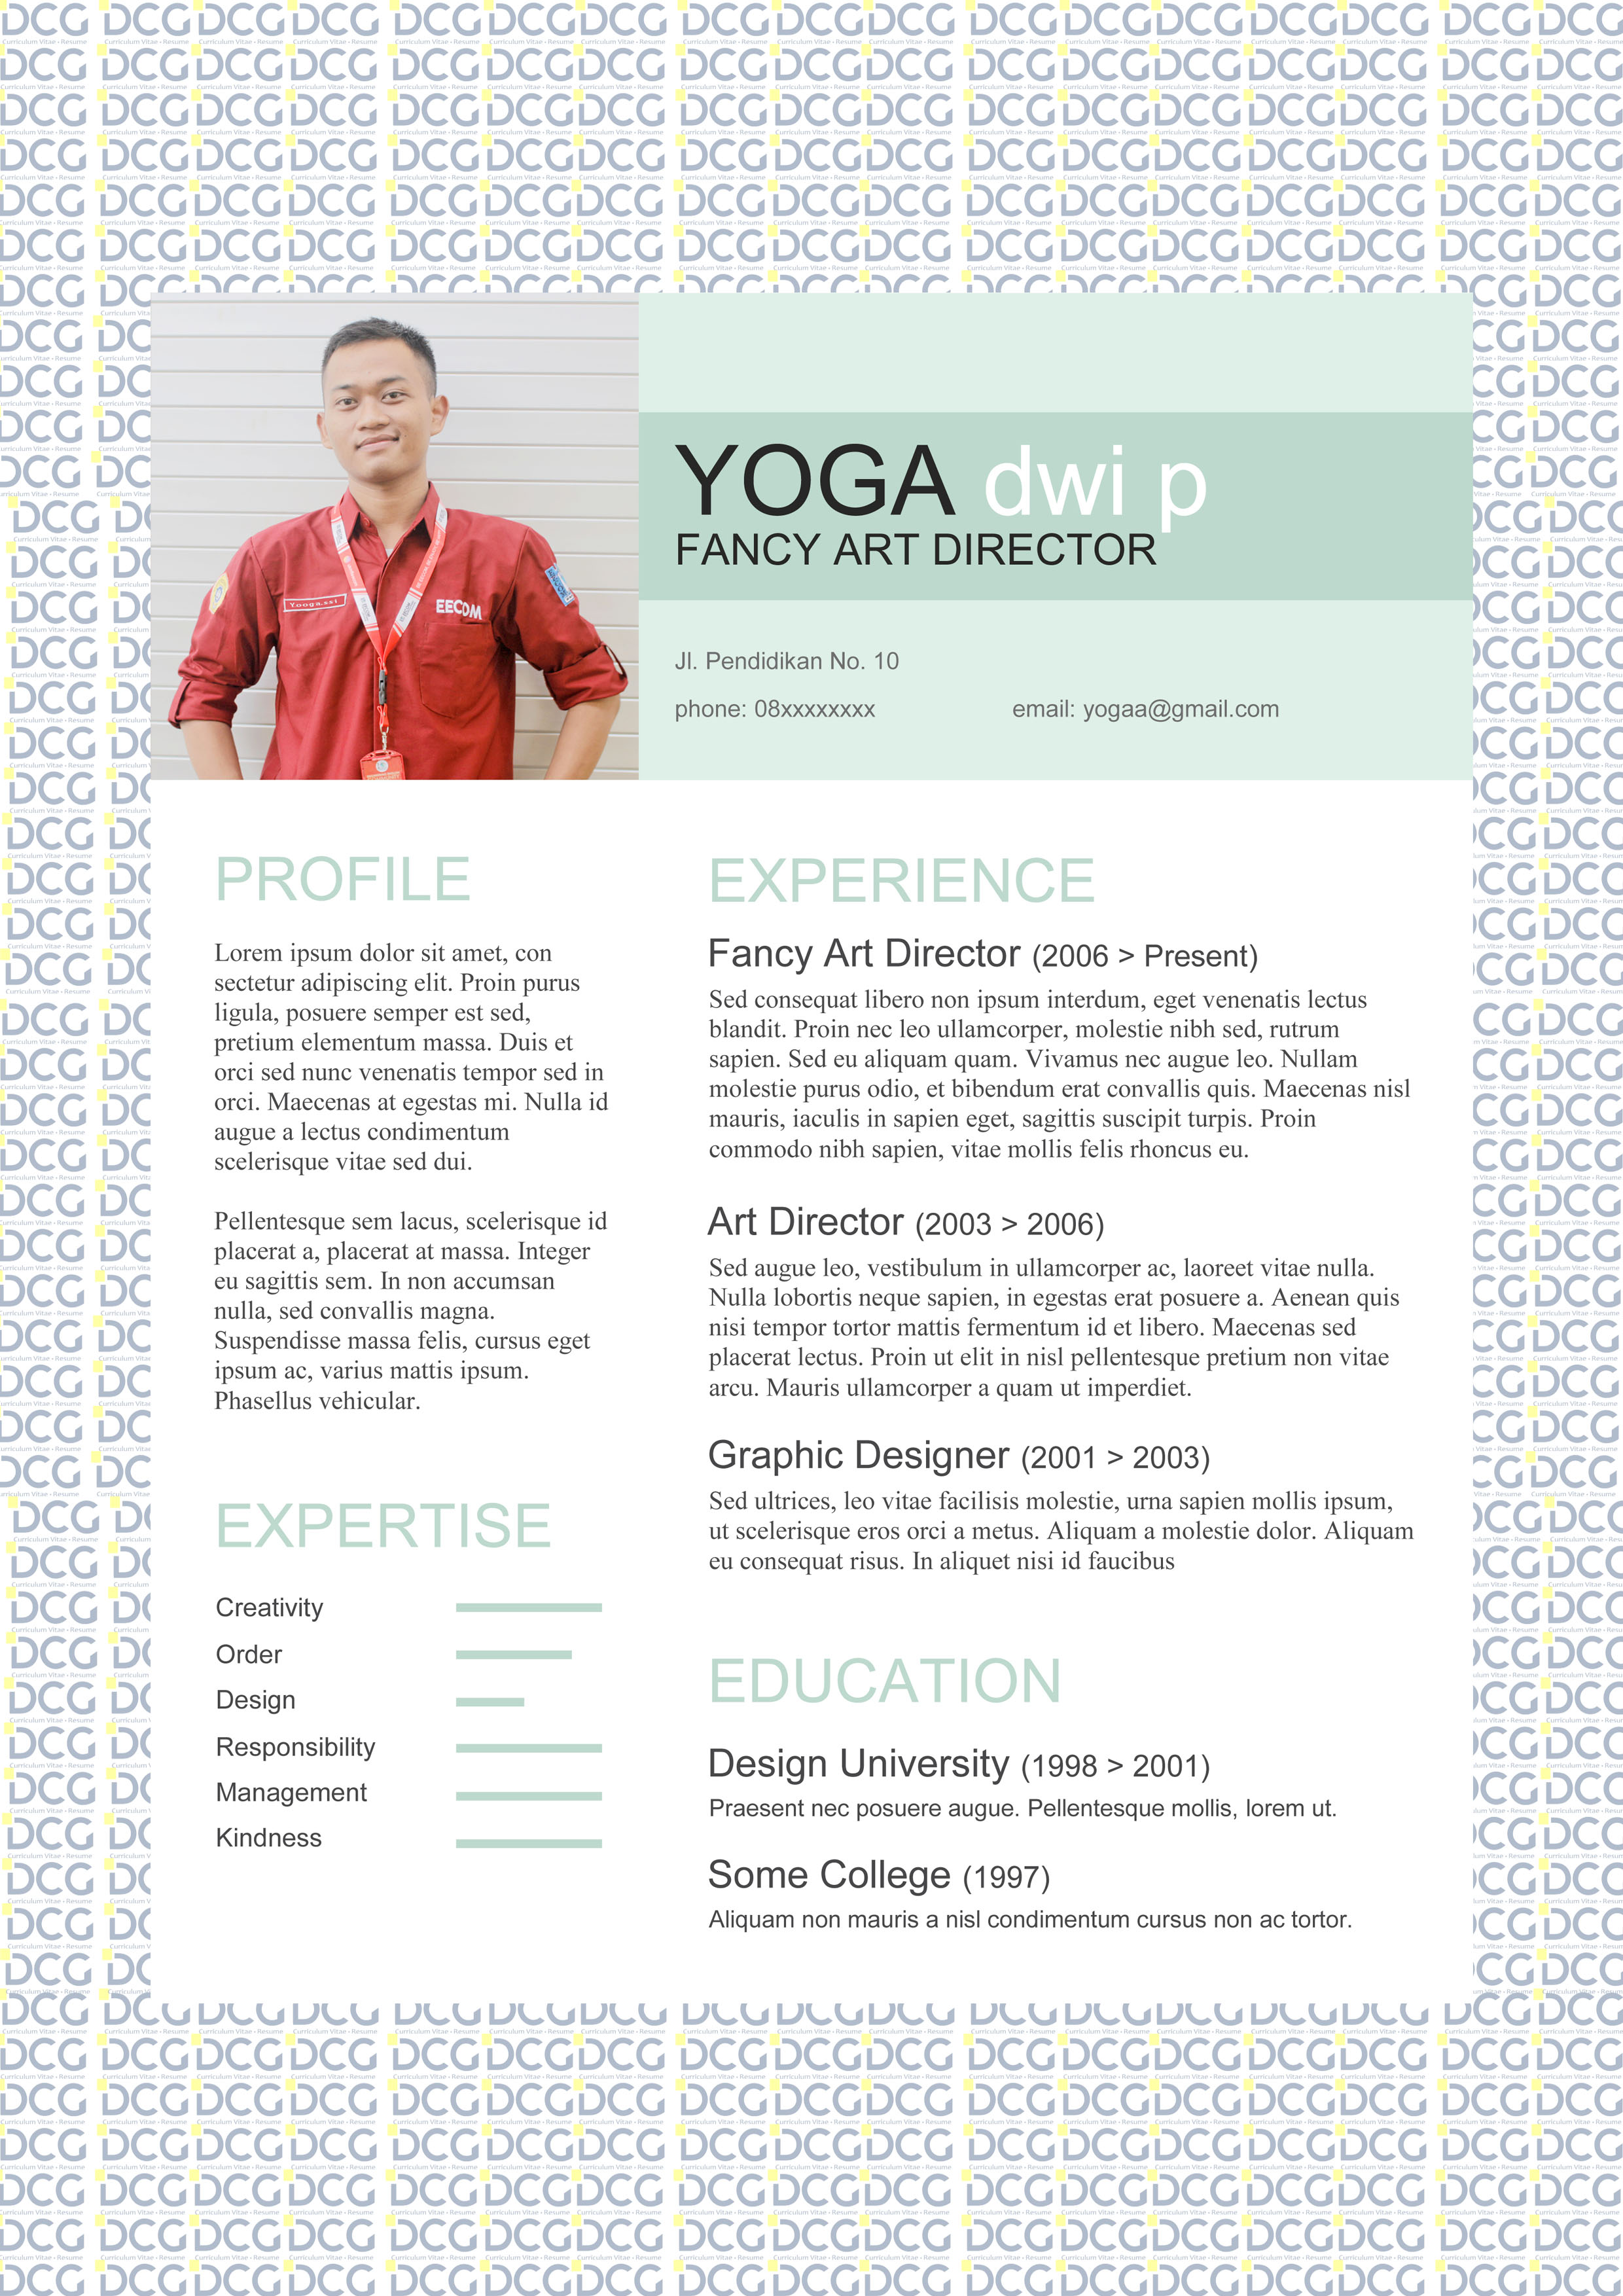 DCG
Curriculum Vitae • Resume
YOGA dwi p
FANCY ART DIRECTOR
Yooga.ssi
EECOM
Jl. Pendidikan No. 10
phone: 08xxxxxxxx
email: yogaa@gmail.com
PROFILE
Lorem ipsum dolor sit amet, con
sectetur adipiscing elit. Proin purus
ligula, posuere semper est sed,
pretium elementum massa. Duis et
orci sed nunc venenatis tempor sed in
orci. Maecenas at egestas mi. Nulla id
augue a lectus condimentum
scelerisque vitae sed dui.
Pellentesque sem lacus, scelerisque id
placerat a, placerat at massa. Integer
eu sagittis sem. In non accumsan
nulla, sed convallis magna.
Suspendisse massa felis, cursus eget
ipsum ac, varius mattis ipsum.
Phasellus vehicular.
EXPERTISE
Creativity
Order
Design
Responsibility
Management
Kindness
EXPERIENCE
Fancy Art Director (2006 > Present)
Sed consequat libero non ipsum interdum, eget venenatis lectus
blandit. Proin nec leo ullamcorper, molestie nibh sed, rutrum
sapien. Sed eu aliquam quam. Vivamus nec augue leo. Nullam
molestie purus odio, et bibendum erat convallis quis. Maecenas nisl
mauris, iaculis in sapien eget, sagittis suscipit turpis. Proin
commodo nibh sapien, vitae mollis felis rhoncus eu.
Art Director (2003 > 2006)
Sed augue leo, vestibulum in ullamcorper ac, laoreet vitae nulla.
Nulla lobortis neque sapien, in egestas erat posuere a. Aenean quis
nisi tempor tortor mattis fermentum id et libero. Maecenas sed
placerat lectus. Proin ut elit in nisl pellentesque pretium non vitae
arcu. Mauris ullamcorper a quam ut imperdiet.
Graphic Designer (2001 > 2003)
Sed ultrices, leo vitae facilisis molestie, urna sapien mollis ipsum,
ut scelerisque eros orci a metus. Aliquam a molestie dolor. Aliquam
eu consequat risus. In aliquet nisi id faucibus
EDUCATION
Design University (1998 > 2001)
Praesent nec posuere augue. Pellentesque mollis, lorem ut.
Some College (1997)
Aliquam non mauris a nisl condimentum cursus non ac tortor.